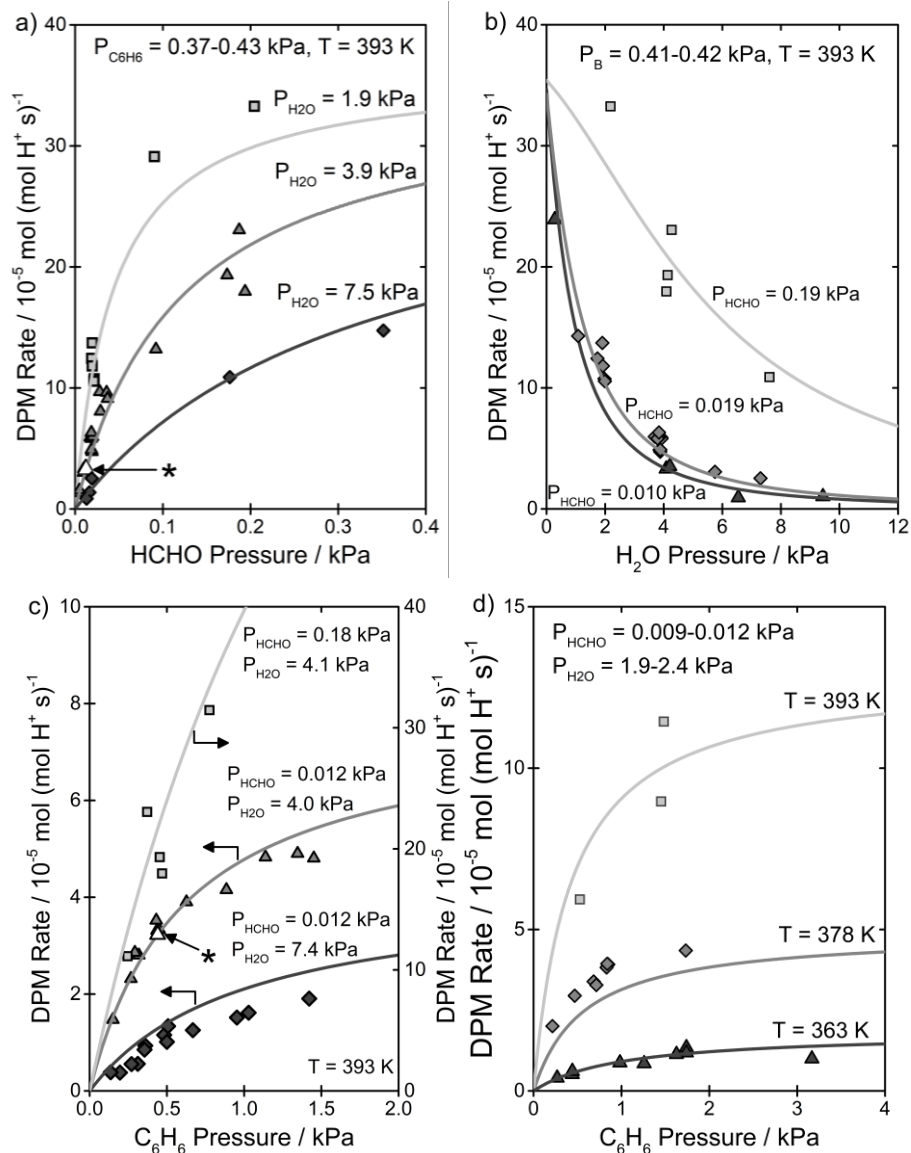 a)
P_C6H6 = 0.37-0.43 kPa, T = 393 K
P_H2O = 1.9 kPa
P_H2O = 3.9 kPa
P_H2O = 7.5 kPa
*
40
30
20
10
0
0.0 0.1 0.2 0.3 0.4
DPM Rate / 10⁻⁵ mol (mol H⁺ s)⁻¹
HCHO Pressure / kPa
b)
P_B = 0.41-0.42 kPa, T = 393 K
P_HCHO = 0.19 kPa
P_HCHO = 0.019 kPa
P_HCHO = 0.010 kPa
40
30
20
10
0
0 2 4 6 8 10 12
DPM Rate / 10⁻⁵ mol (mol H⁺ s)⁻¹
H₂O Pressure / kPa
c)
P_HCHO = 0.18 kPa
P_H2O = 4.1 kPa
P_HCHO = 0.012 kPa
P_H2O = 4.0 kPa
P_HCHO = 0.012 kPa
P_H2O = 7.4 kPa
*
T = 393 K
10
8
6
4
2
0
40
30
20
10
0
0.0 0.5 1.0 1.5 2.0
DPM Rate / 10⁻⁵ mol (mol H⁺ s)⁻¹
DPM Rate / 10⁻⁵ mol (mol H⁺ s)⁻¹
C₆H₆ Pressure / kPa
d)
P_HCHO = 0.009-0.012 kPa
P_H2O = 1.9-2.4 kPa
T = 393 K
T = 378 K
T = 363 K
15
10
5
0
0 1 2 3 4
DPM Rate / 10⁻⁵ mol (mol H⁺ s)⁻¹
C₆H₆ Pressure / kPa